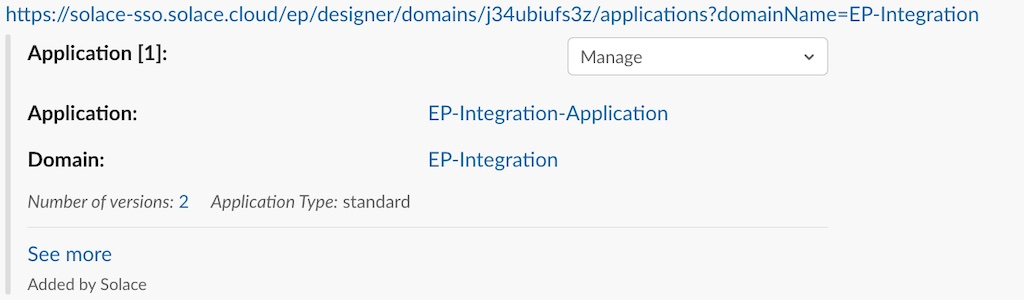 https://solace-sso.solace.cloud/ep/designer/domains/j34ubiufs3z/applications?domainName=EP-Integration
Application [1]: Manage
Application: EP-Integration-Application
Domain: EP-Integration
Number of versions: 2 Application Type: standard
See more
Added by Solace